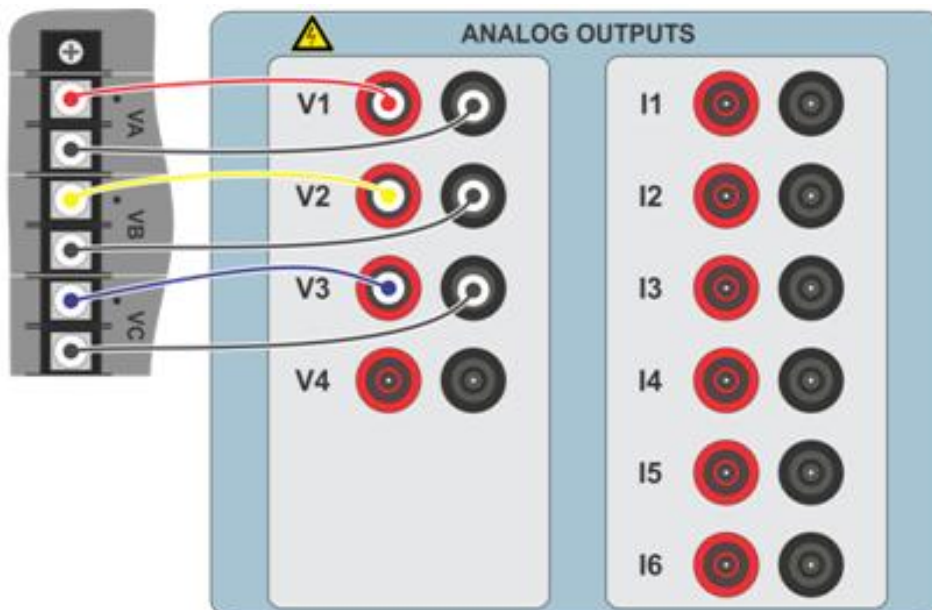 ANALOG OUTPUTS
VA
VB
VC
V1
V2
V3
V4
I1
I2
I3
I4
I5
I6